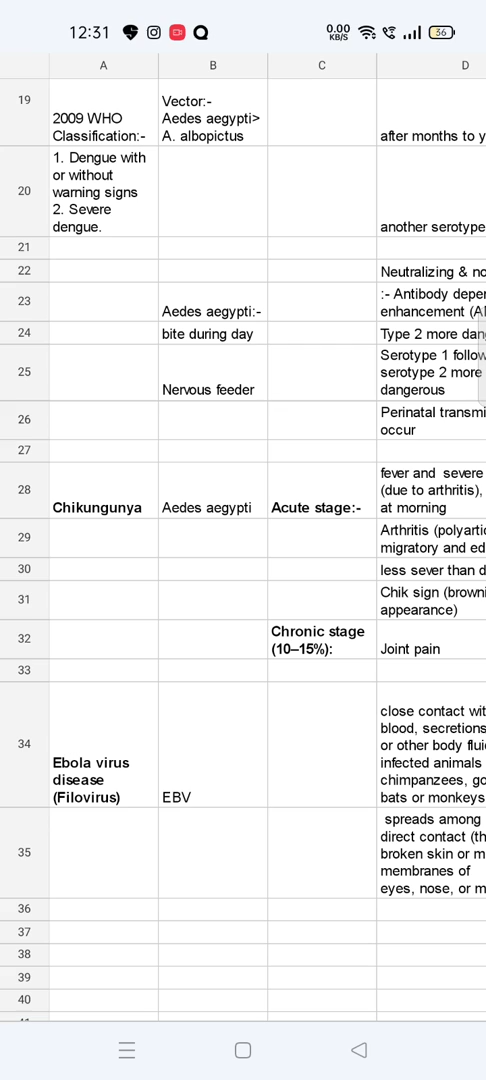 12:31
0.00
KB/S
36
A B C D
19
2009 WHO
Classification:-
Vector:-
Aedes aegypti>
A. albopictus
after months to y
20
1. Dengue with
or without
warning signs
2. Severe
dengue.
another serotype
21
22
Neutralizing & no
23
Aedes aegypti:-
:- Antibody deper
enhancement (A
24
bite during day
Type 2 more dan
25
Nervous feeder
Serotype 1 follow
serotype 2 more
dangerous
26
Perinatal transmi
occur
27
28
Chikungunya
Aedes aegypti
Acute stage:-
fever and  severe
(due to arthritis),
at morning
29
Arthritis (polyartic
migratory and ed
30
less sever than d
31
Chik sign (browni
appearance)
32
Chronic stage
(10–15%):
Joint pain
33
34
Ebola virus
disease
(Filovirus)
EBV
close contact wit
blood, secretions
or other body flui
infected animals
chimpanzees, go
bats or monkeys
35
spreads among
direct contact (th
broken skin or m
membranes of
eyes, nose, or m
36
37
38
39
40